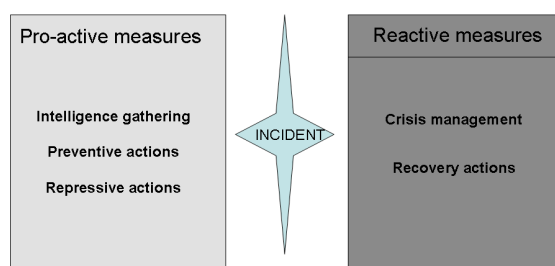 Pro-active measures
Intelligence gathering
Preventive actions
Repressive actions
INCIDENT
Reactive measures
Crisis management
Recovery actions